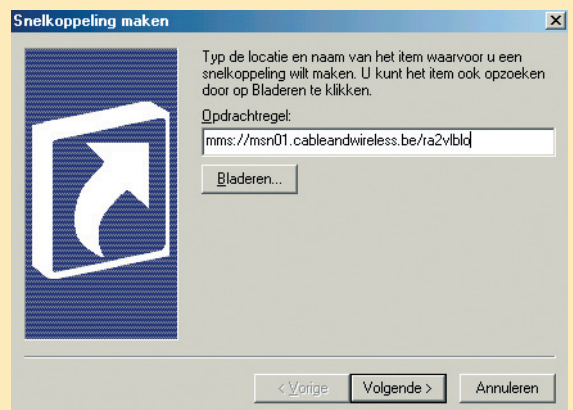 Snelkoppeling maken
Typ de locatie en naam van het item waarvoor u een
snelkoppeling wilt maken. U kunt het item ook opzoeken
door op Bladeren te klikken.
Opdrachtregel:
mms://msn01.cableandwireless.be/ra2vlblo
Bladeren...
< Vorige
Volgende >
Annuleren